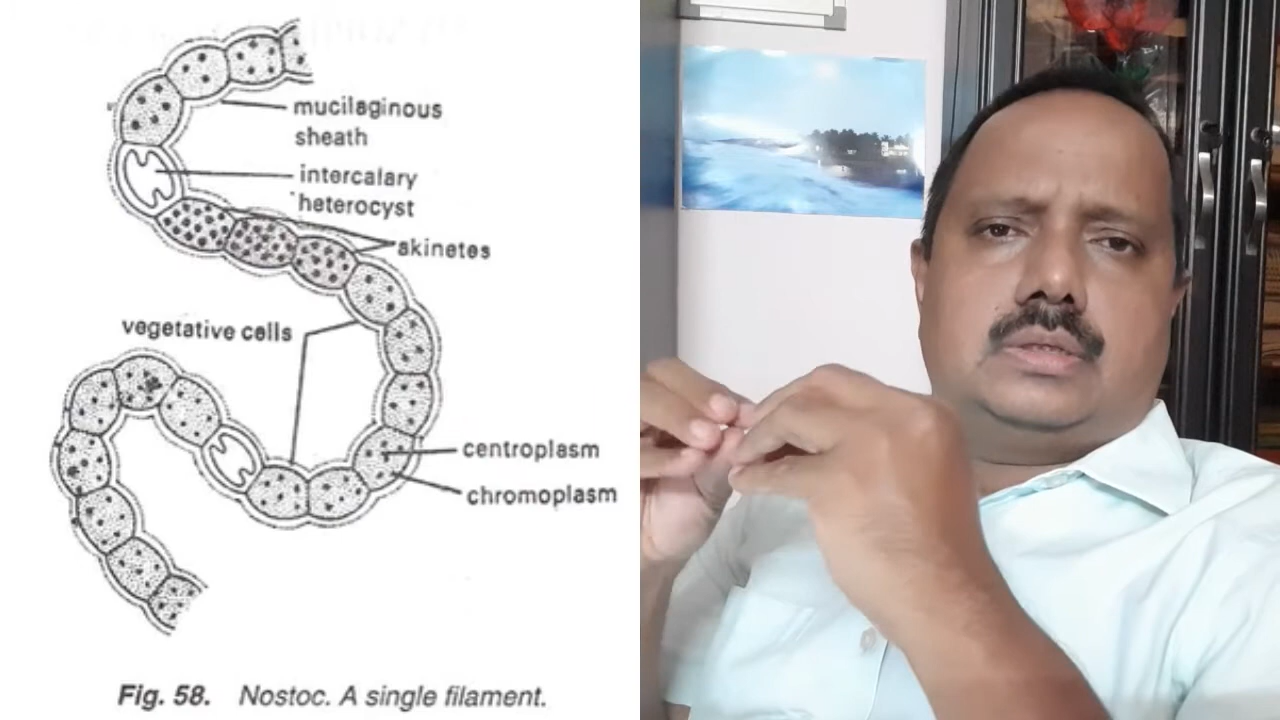 mucilaginous
sheath
intercalary
heterocyst
akinetes
vegetative cells
centroplasm
chromoplasm
Fig. 58. Nostoc. A single filament.